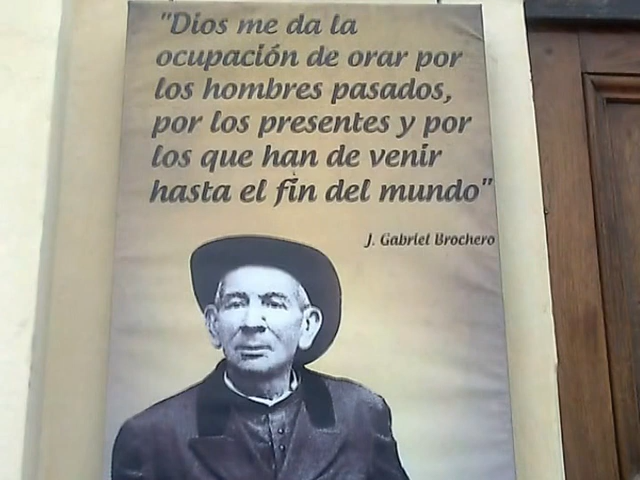 "Dios me da la
ocupación de orar por
los hombres pasados,
por los presentes y por
los que han de venir
hasta el fin del mundo"
J. Gabriel Brochero